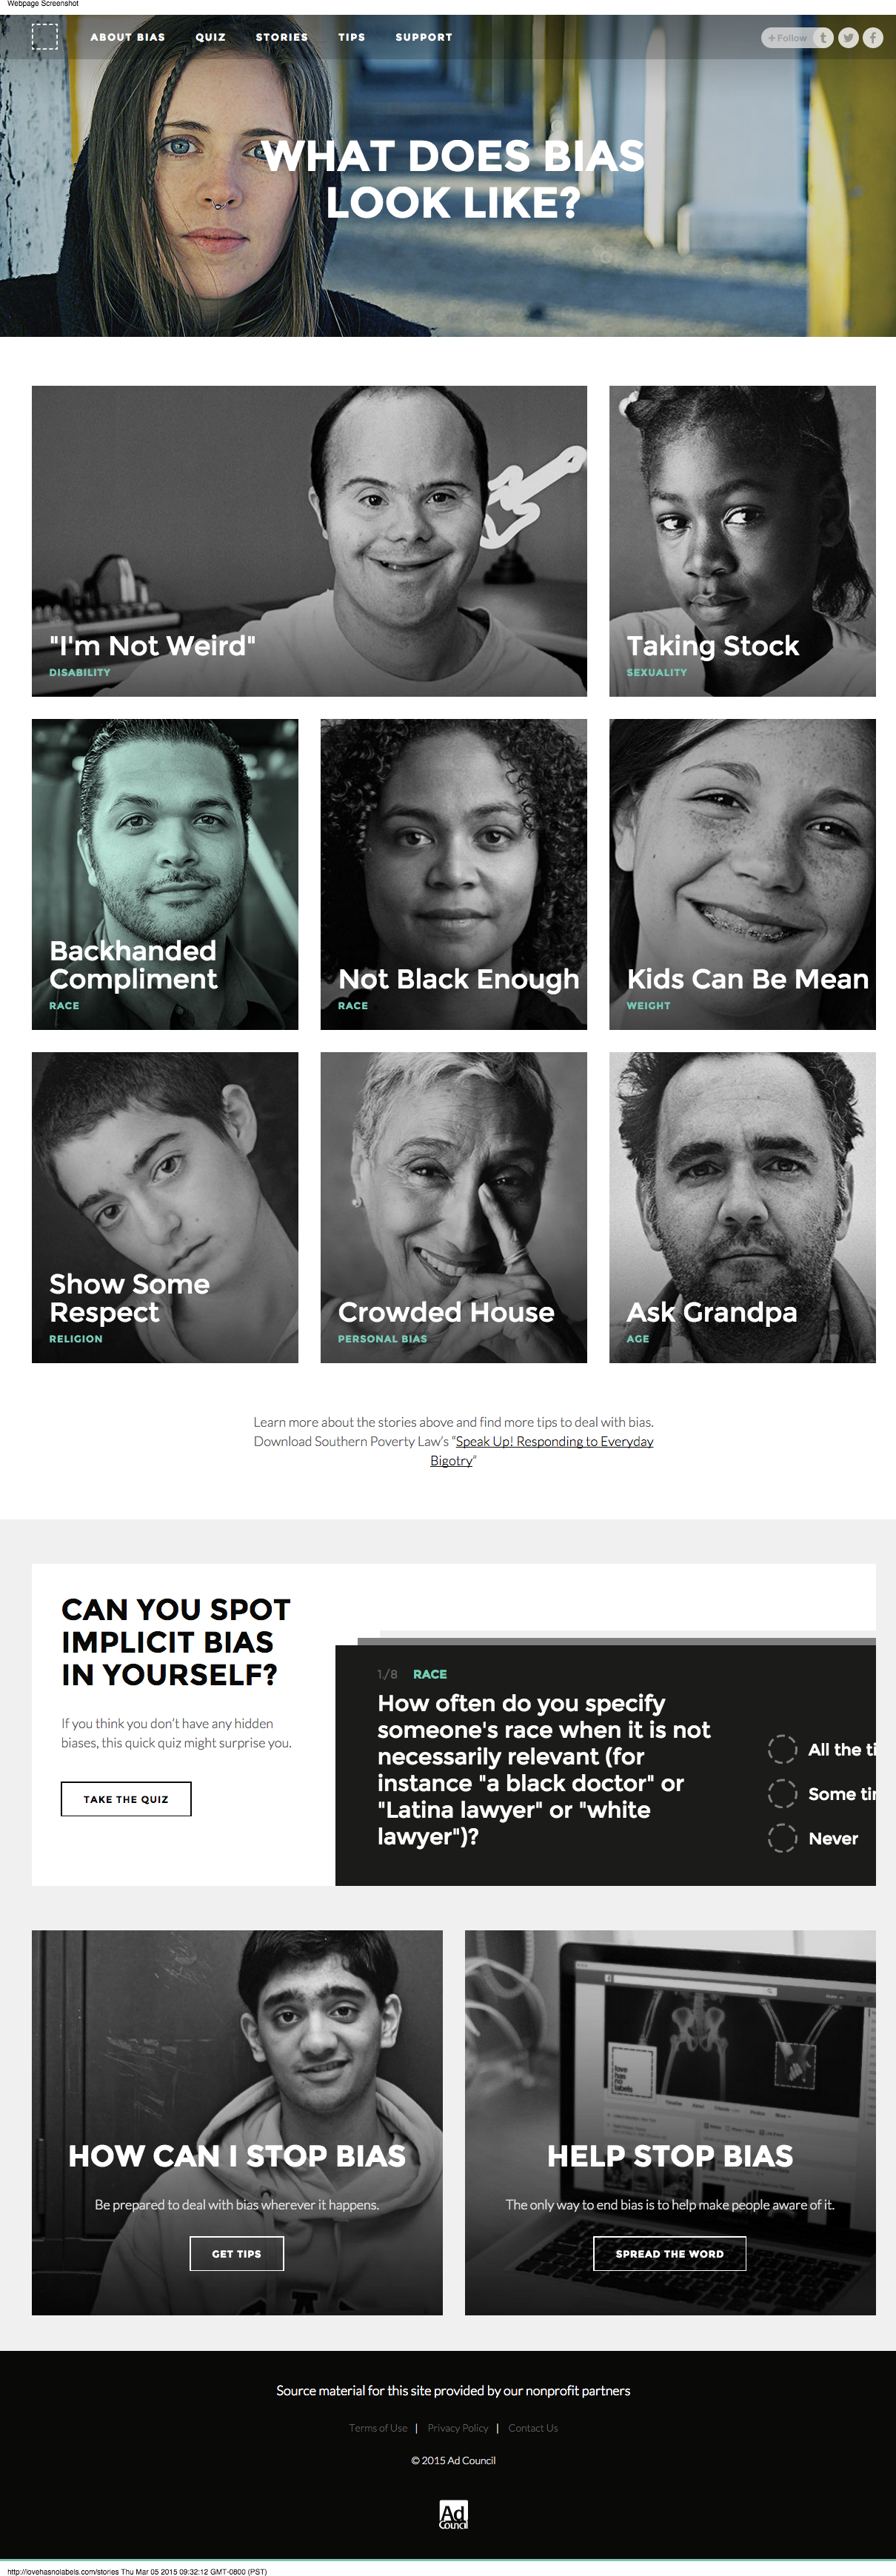 Webpage Screenshot
ABOUT BIAS QUIZ STORIES TIPS SUPPORT
+ Follow
WHAT DOES BIAS
LOOK LIKE?
"I'm Not Weird"
DISABILITY
Taking Stock
SEXUALITY
Backhanded
Compliment
RACE
Not Black Enough
RACE
Kids Can Be Mean
WEIGHT
Show Some
Respect
RELIGION
Crowded House
PERSONAL BIAS
Ask Grandpa
AGE
Learn more about the stories above and find more tips to deal with bias.
Download Southern Poverty Law's “Speak Up! Responding to Everyday
Bigotry”
CAN YOU SPOT
IMPLICIT BIAS
IN YOURSELF?
If you think you don't have any hidden
biases, this quick quiz might surprise you.
TAKE THE QUIZ
1/8 RACE
How often do you specify
someone's race when it is not
necessarily relevant (for
instance "a black doctor" or
"Latina lawyer" or "white
lawyer")?
All the ti
Some tir
Never
love
has
no
labels
HOW CAN I STOP BIAS
Be prepared to deal with bias wherever it happens.
GET TIPS
HELP STOP BIAS
The only way to end bias is to help make people aware of it.
SPREAD THE WORD
Source material for this site provided by our nonprofit partners
Terms of Use | Privacy Policy | Contact Us
© 2015 Ad Council
Ad
Council
http://lovehasnolabels.com/stories Thu Mar 05 2015 09:32:12 GMT-0800 (PST)